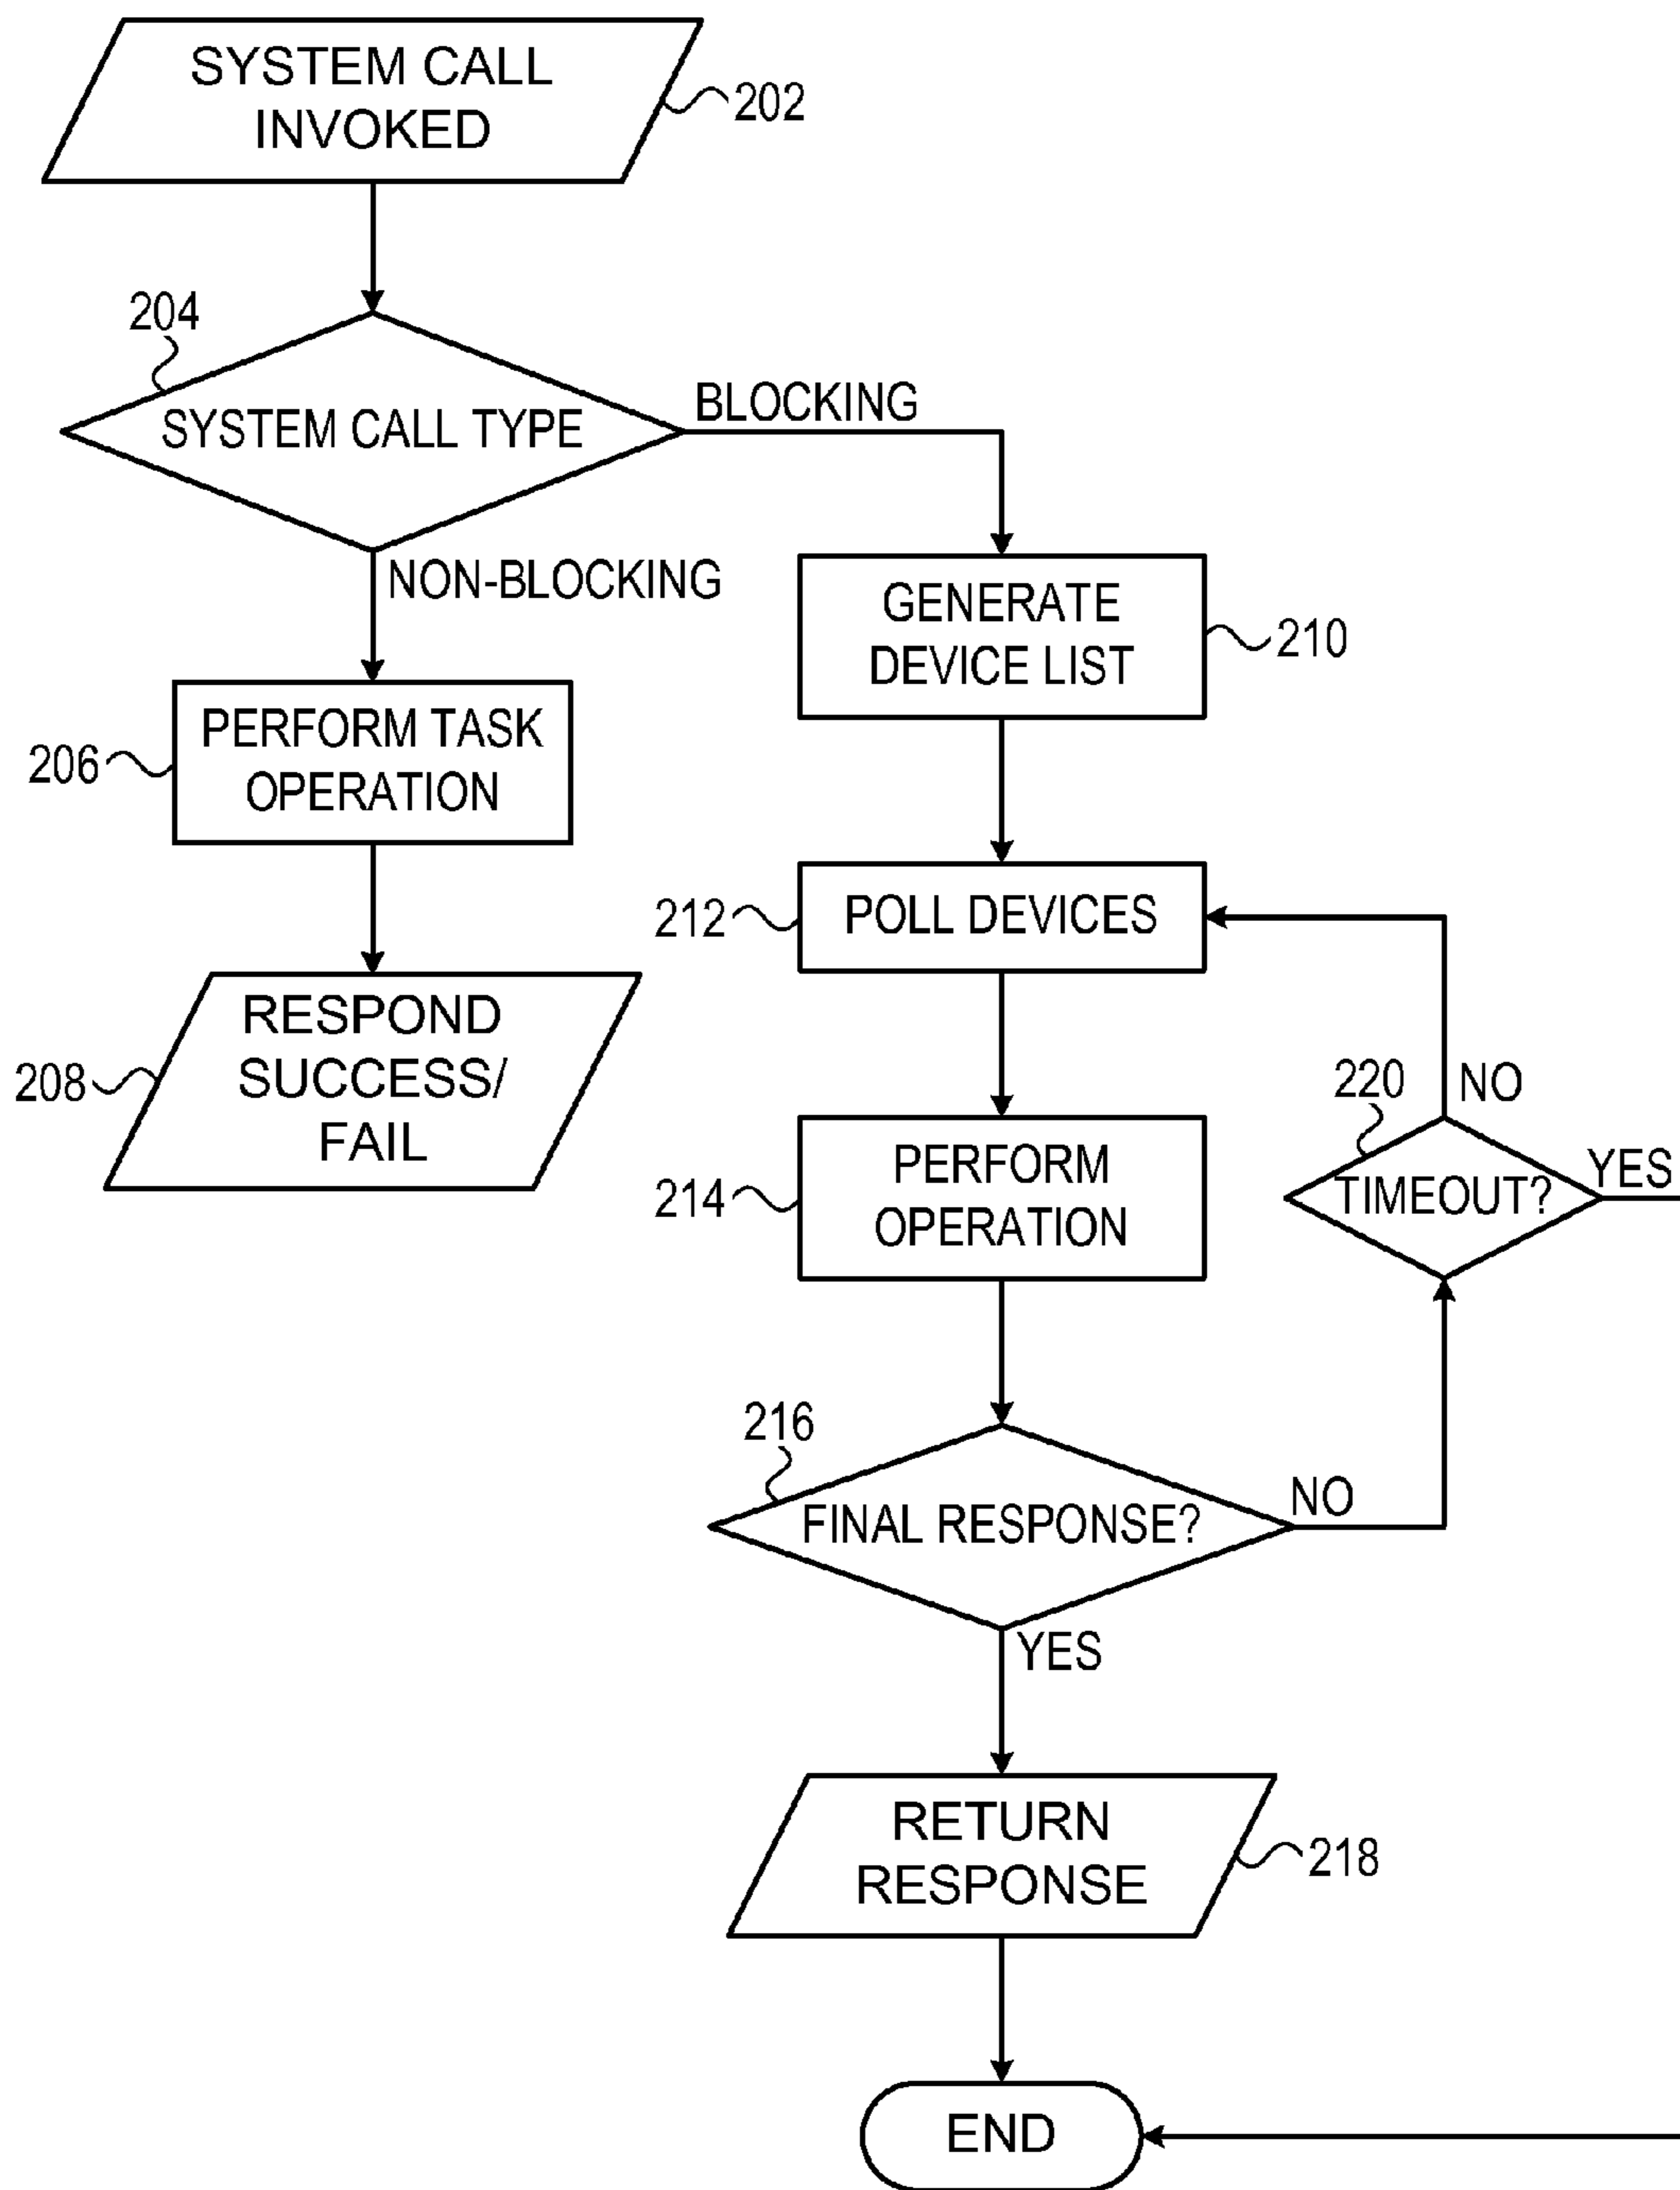 SYSTEM CALL
INVOKED
202
204
SYSTEM CALL TYPE
BLOCKING
NON-BLOCKING
GENERATE
DEVICE LIST
210
PERFORM TASK
OPERATION
206
212
POLL DEVICES
RESPOND
SUCCESS/
FAIL
208
220
NO
TIMEOUT?
YES
PERFORM
OPERATION
214
216
FINAL RESPONSE?
NO
YES
RETURN
RESPONSE
218
END